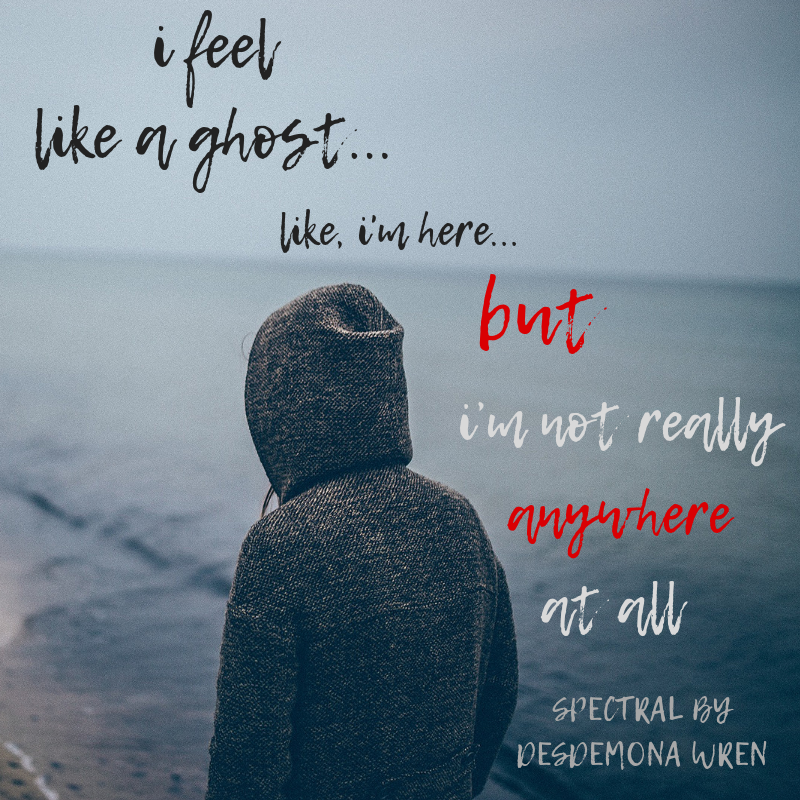 i feel
like a ghost...
like, i'm here...
but
i'm not really
anywhere
at all
SPECTRAL BY
DESDEMONA WREN